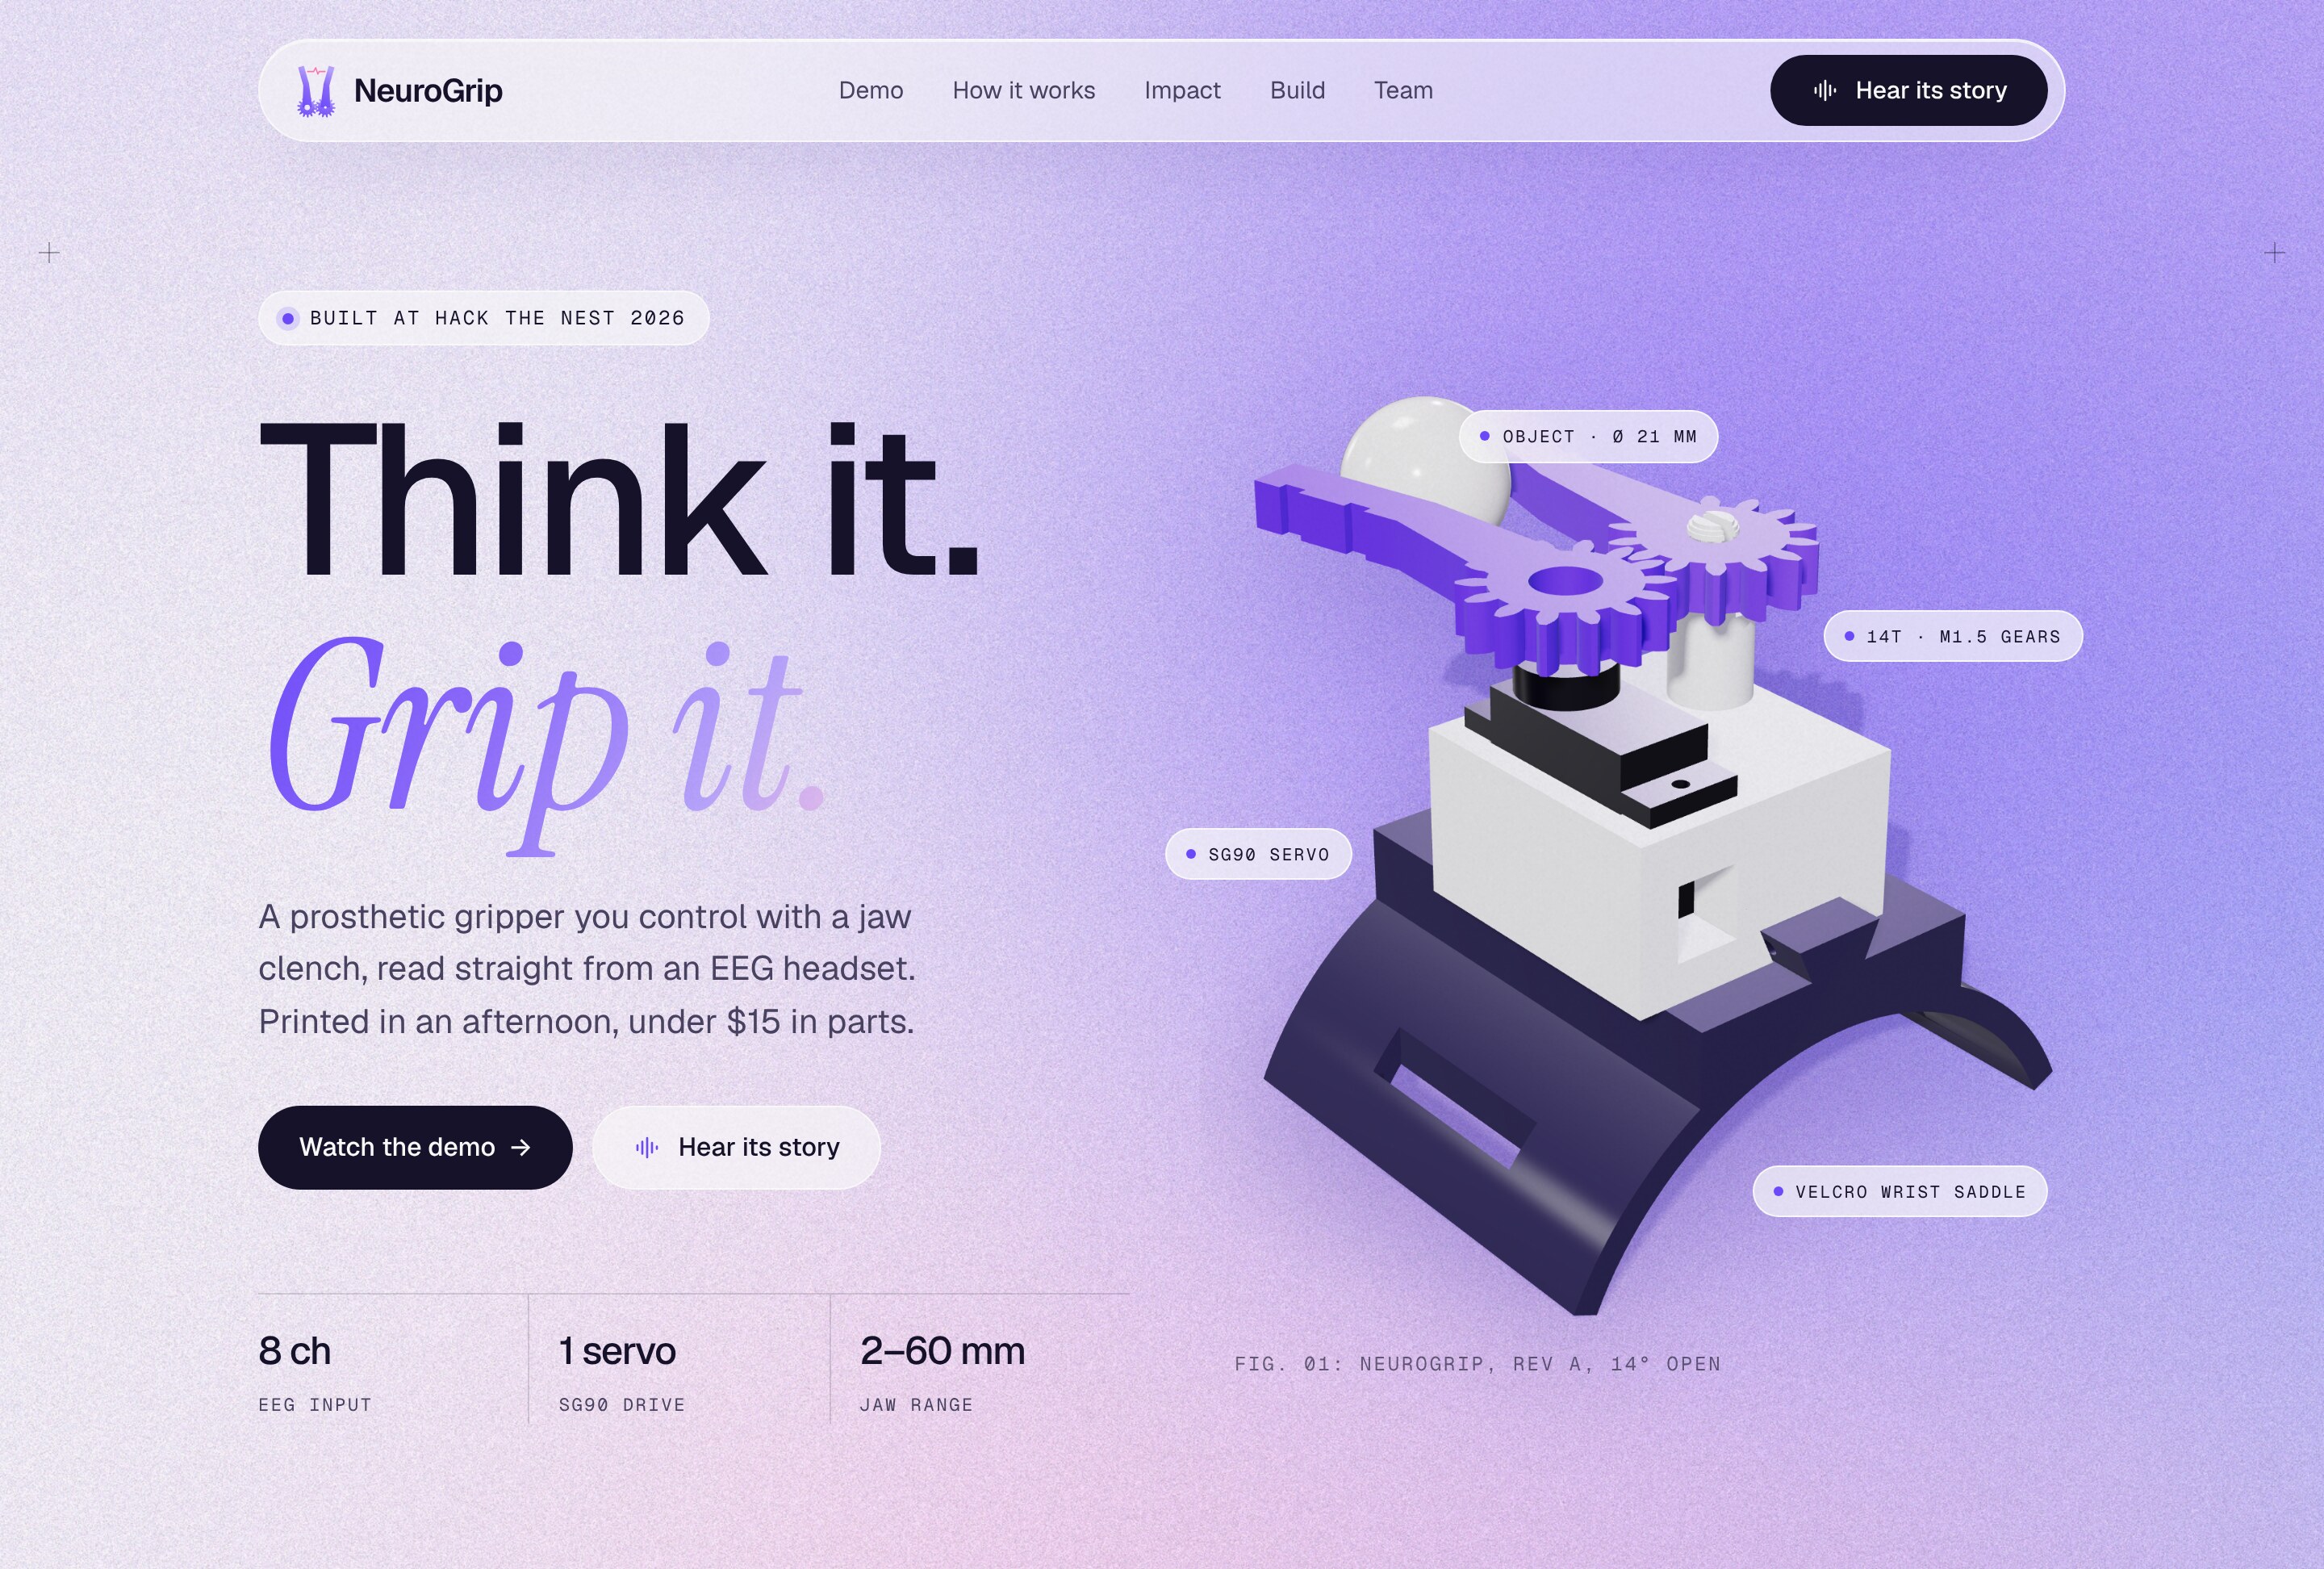 NeuroGrip
Demo
How it works
Impact
Build
Team
Hear its story
BUILT AT HACK THE NEST 2026
Think it.
Grip it.
A prosthetic gripper you control with a jaw
clench, read straight from an EEG headset.
Printed in an afternoon, under $15 in parts.
Watch the demo →
Hear its story
8 ch
EEG INPUT
1 servo
SG90 DRIVE
2–60 mm
JAW RANGE
OBJECT · Ø 21 MM
14T · M1.5 GEARS
SG90 SERVO
VELCRO WRIST SADDLE
FIG. 01: NEUROGRIP, REV A, 14° OPEN